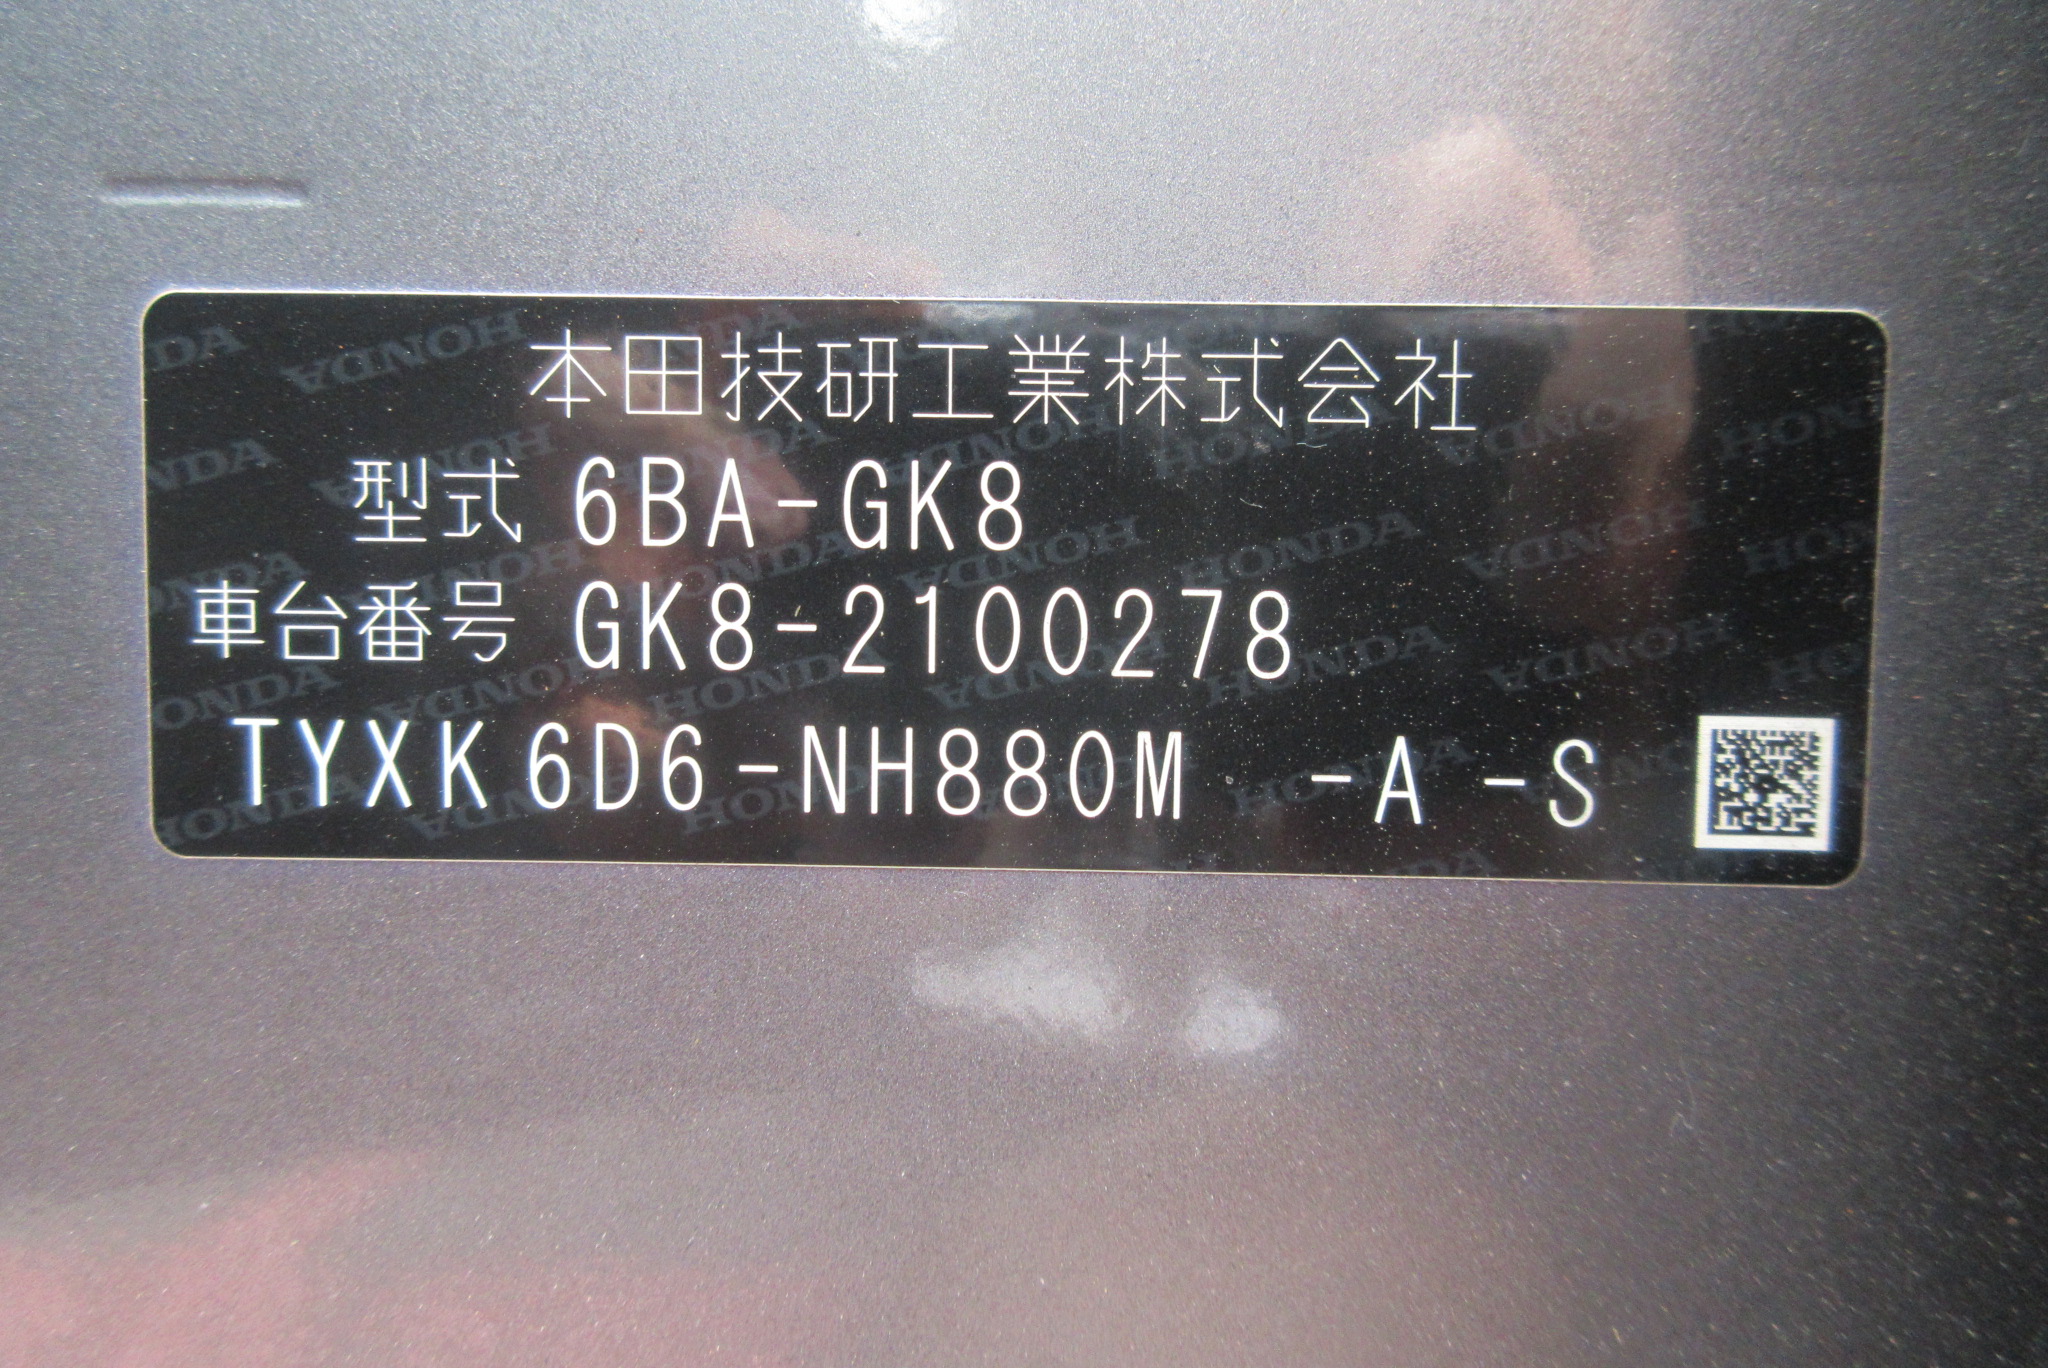 本田技研工業株式会社
型式 6BA-GK8
車台番号 GK8-2100278
TYXK6D6-NH880M -A -S